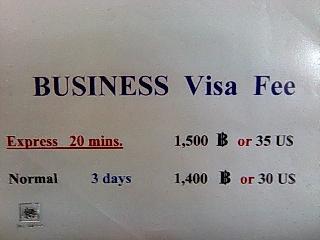 BUSINESS Visa Fee
Express 20 mins. 1,500 ฿ or 35 US
Normal 3 days 1,400 ฿ or 30 US